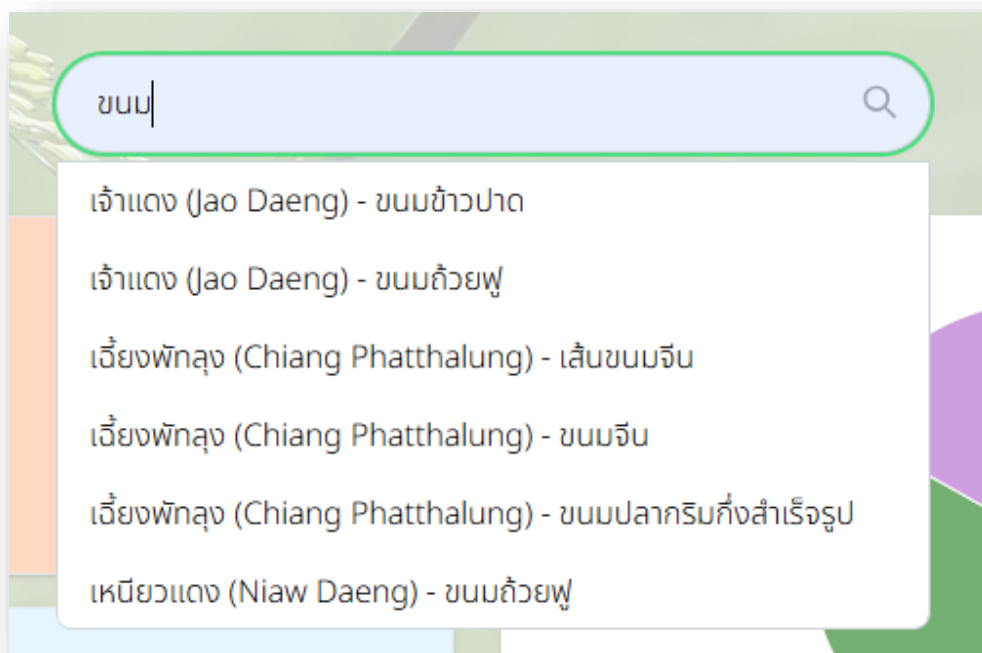 ขนม
เจ้าแดง (Jao Daeng) - ขนมข้าวปาด
เจ้าแดง (Jao Daeng) - ขนมถ้วยฟู
เฉี้ยงพัทลุง (Chiang Phatthalung) - เส้นขนมจีน
เฉี้ยงพัทลุง (Chiang Phatthalung) - ขนมจีน
เฉี้ยงพัทลุง (Chiang Phatthalung) - ขนมปลากริมกึ่งสำเร็จรูป
เหนียวแดง (Niaw Daeng) - ขนมถ้วยฟู